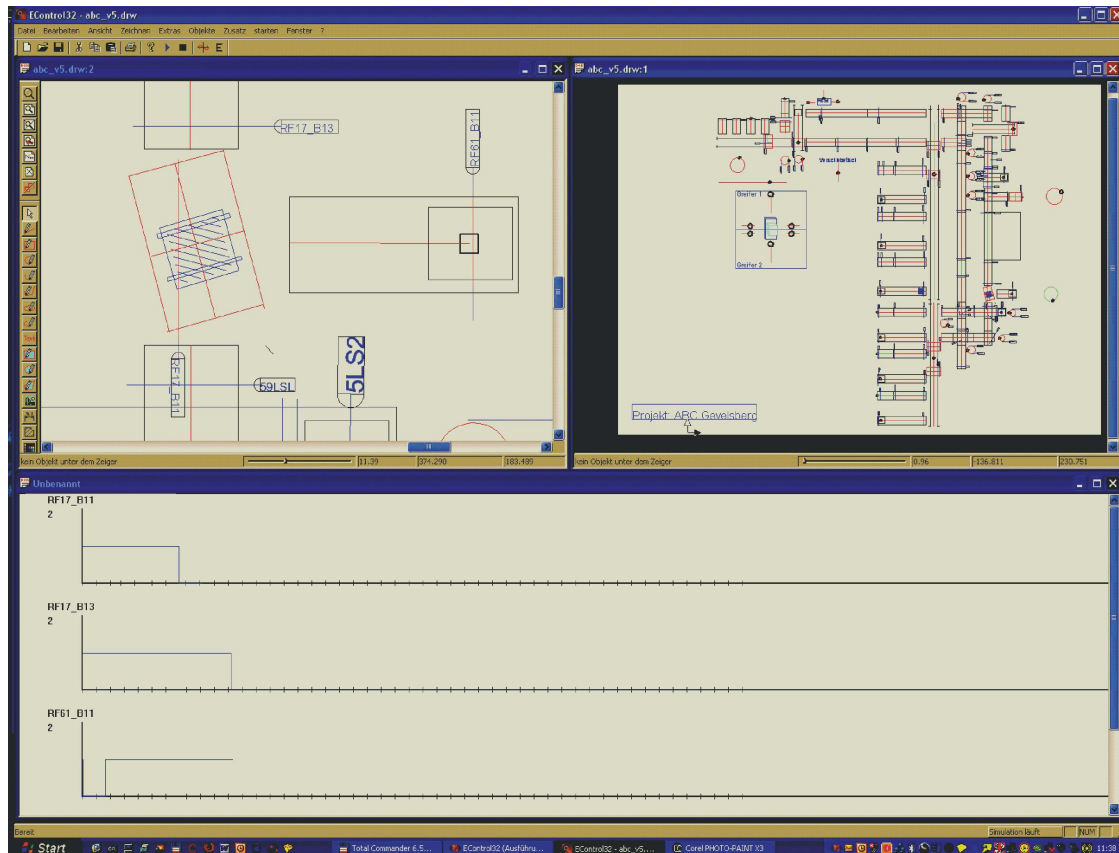 EControl32 - abc_v5.drw
Datei Bearbeiten Ansicht Zeichnen Extras Objekte Zusatz starten Fenster ?
E
abc_v5.drw:2
RF17_B13
RF61_B11
RF17_B11
59LSL
5LS2
kein Objekt unter dem Zeiger
11.39
374.290
183.489
abc_v5.drw:1
Greifer 1
Greifer 2
Projekt: ABC Gevelsberg
kein Objekt unter dem Zeiger
0.96
-136.811
230.751
Unbenannt
RF17_B11
2
RF17_B13
2
RF61_B11
2
Bereit
Simulation läuft
NUM
Start
Total Commander 6.5...
EControl32 (Ausführu...
EControl32 - abc_v5....
Corel PHOTO-PAINT X3
11:38